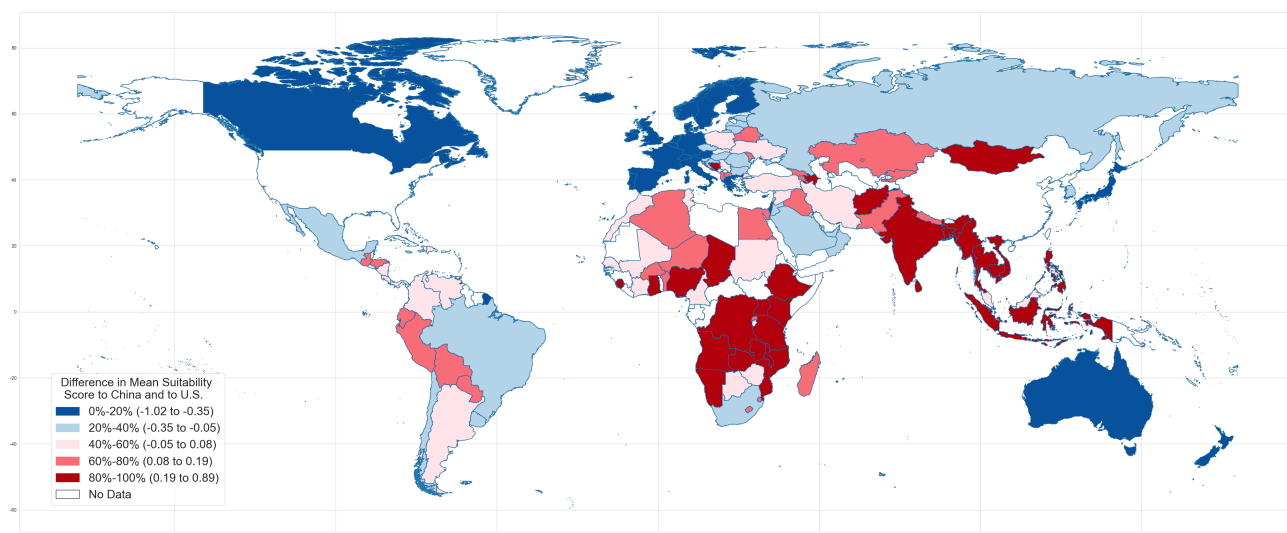 80
60
40
20
0
-20
-40
-60
Difference in Mean Suitability
Score to China and to U.S.
0%-20% (-1.02 to -0.35)
20%-40% (-0.35 to -0.05)
40%-60% (-0.05 to 0.08)
60%-80% (0.08 to 0.19)
80%-100% (0.19 to 0.89)
No Data